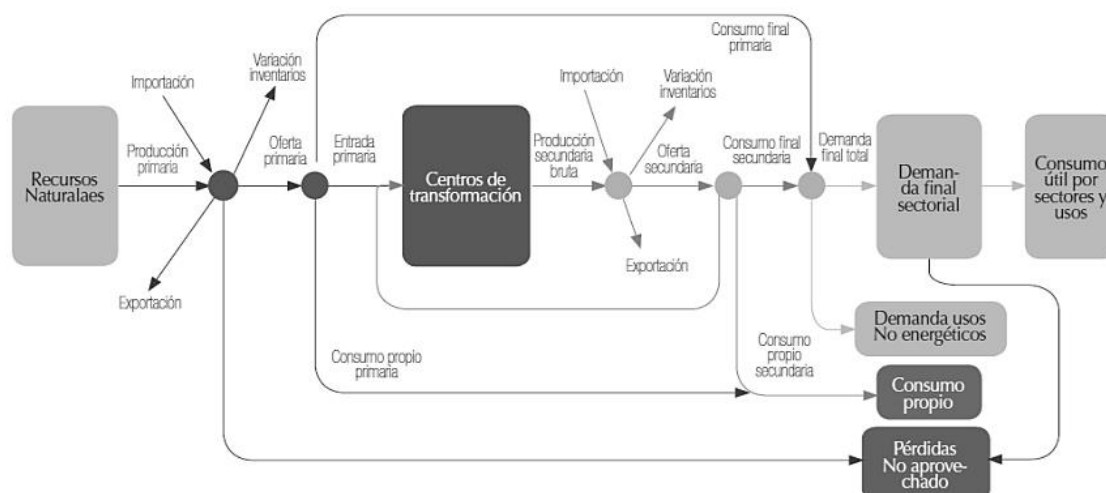 Consumo final
primaria
Variación
inventarios
Importación
Importación
Variación
inventarios
Producción
primaria
Oferta
primaria
Entrada
primaria
Producción
secundaria
bruta
Oferta
secundaria
Consumo final
secundaria
Demanda
final total
Recursos
Naturalaes
Centros de
transformación
Deman-
da final
sectorial
Consumo
útil por
sectores y
usos
Exportación
Exportación
Demanda usos
No energéticos
Consumo propio
primaria
Consumo
propio
secundaria
Consumo
propio
Pérdidas
No aprove-
chado